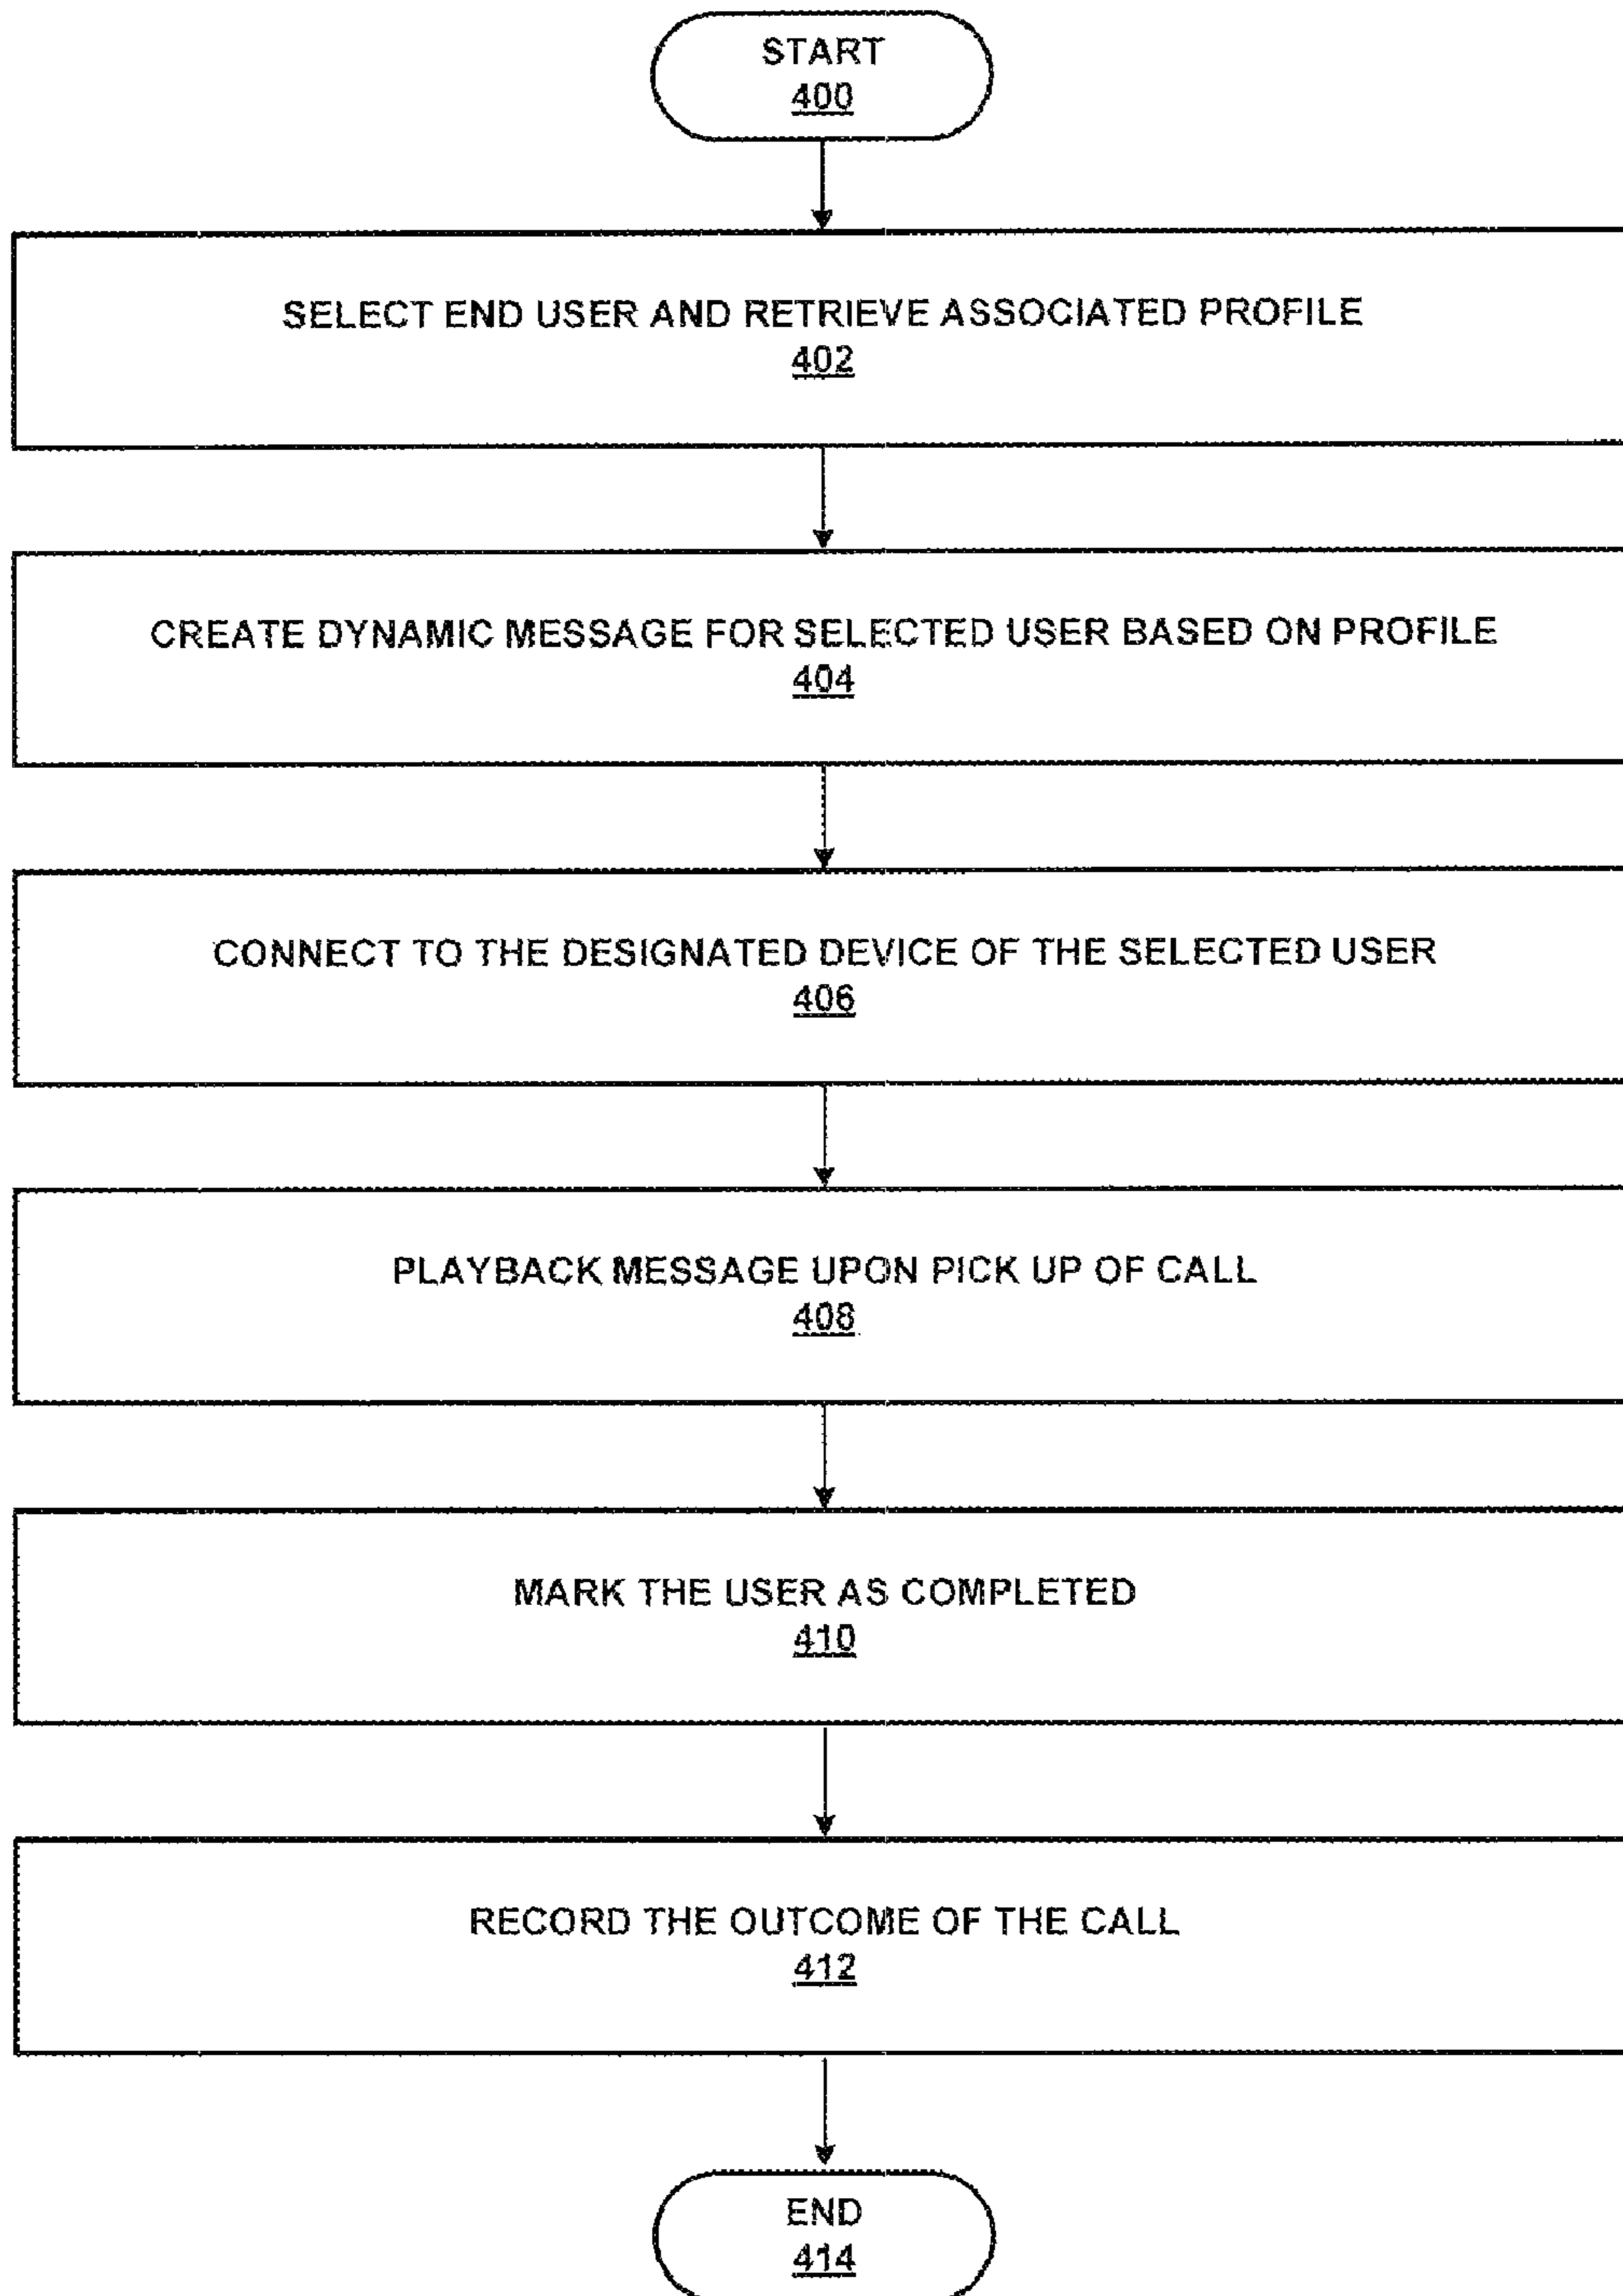 START
400
SELECT END USER AND RETRIEVE ASSOCIATED PROFILE
402
CREATE DYNAMIC MESSAGE FOR SELECTED USER BASED ON PROFILE
404
CONNECT TO THE DESIGNATED DEVICE OF THE SELECTED USER
406
PLAYBACK MESSAGE UPON PICK UP OF CALL
408
MARK THE USER AS COMPLETED
410
RECORD THE OUTCOME OF THE CALL
412
END
414